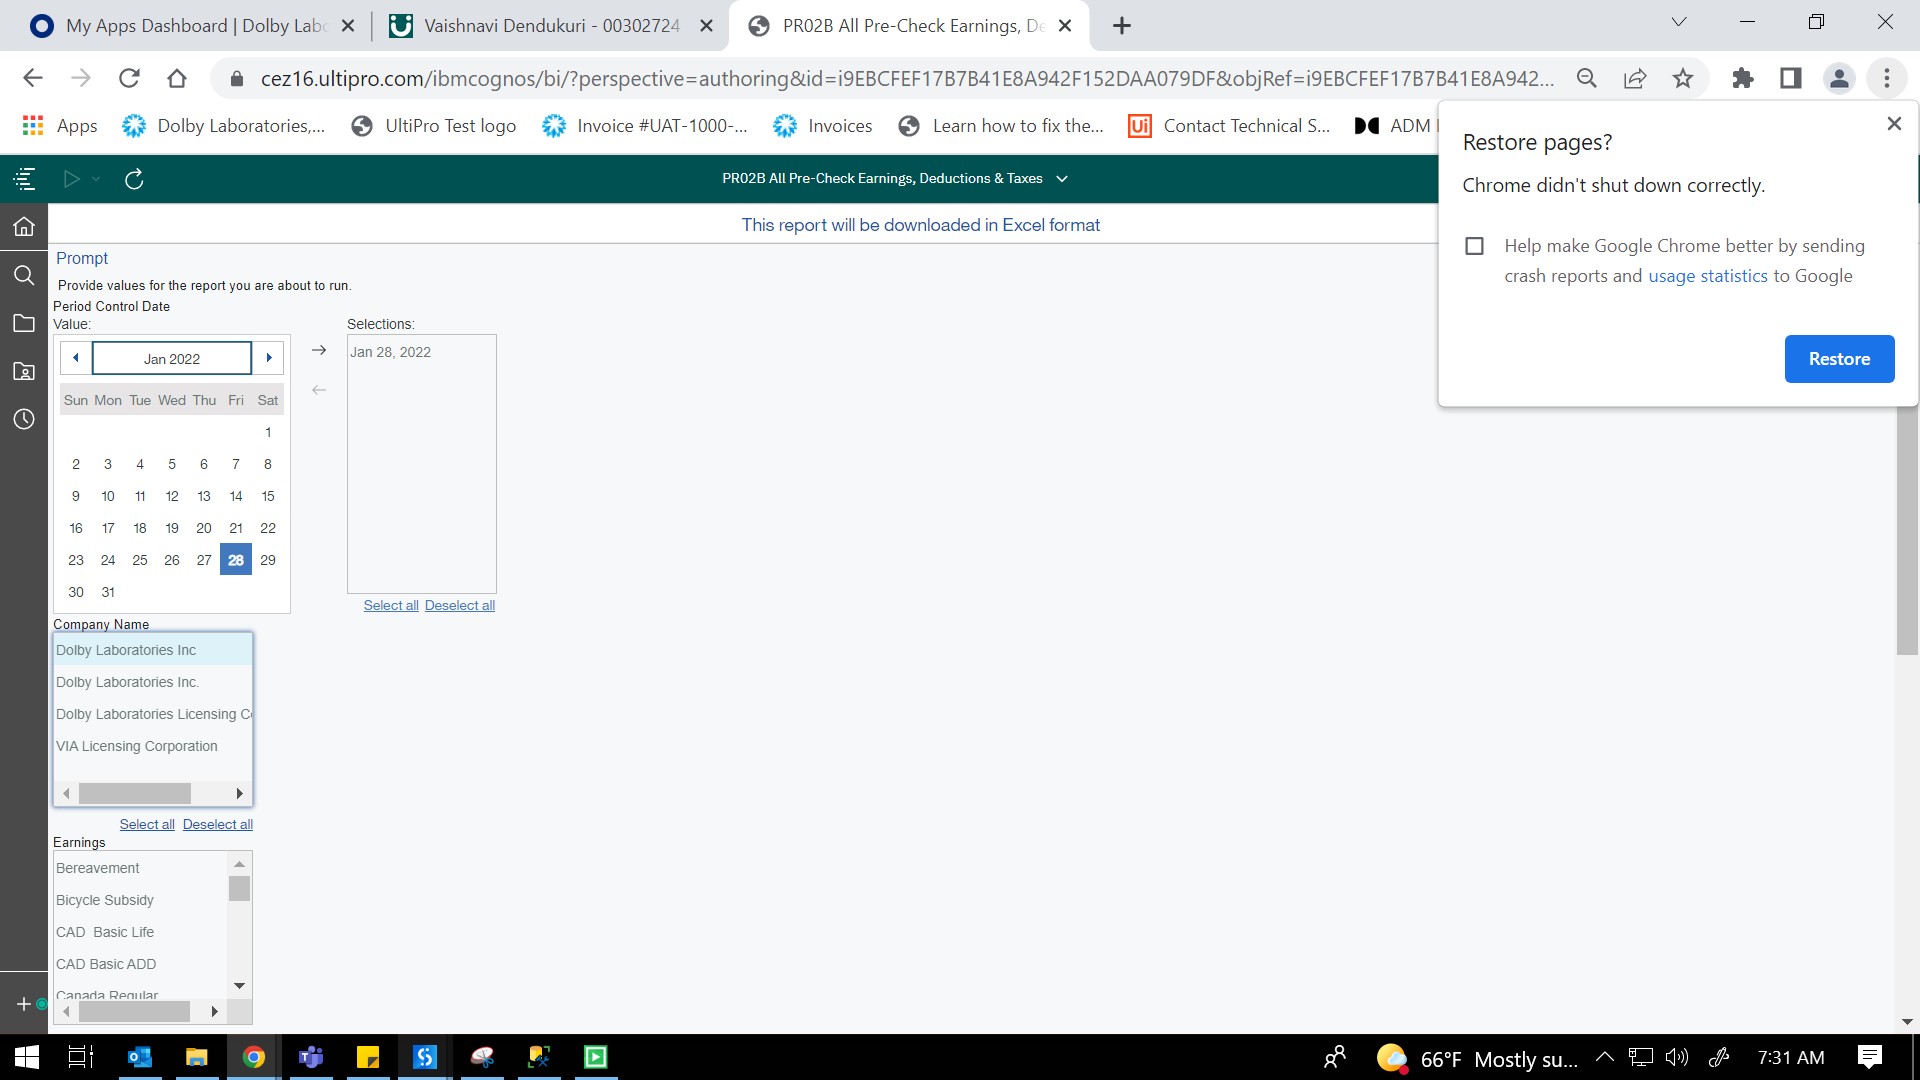 My Apps Dashboard | Dolby Labo
Vaishnavi Dendukuri - 00302724
PR02B All Pre-Check Earnings, De
cez16.ultipro.com/ibmcognos/bi/?perspective=authoring&id=i9EBCFEF17B7B41E8A942F152DAA079DF&objRef=i9EBCFEF17B7B41E8A942...
Apps
Dolby Laboratories,...
UltiPro Test logo
Invoice #UAT-1000-...
Invoices
Learn how to fix the...
Ui
Contact Technical S...
ADM
Restore pages?
Chrome didn't shut down correctly.
Help make Google Chrome better by sending
crash reports and usage statistics to Google
Restore
PR02B All Pre-Check Earnings, Deductions & Taxes
This report will be downloaded in Excel format
Prompt
Provide values for the report you are about to run.
Period Control Date
Value:
Selections:
Jan 2022
Jan 28, 2022
Sun Mon Tue Wed Thu Fri Sat
1
2 3 4 5 6 7 8
9 10 11 12 13 14 15
16 17 18 19 20 21 22
23 24 25 26 27 28 29
30 31
Select all Deselect all
Company Name
Dolby Laboratories Inc
Dolby Laboratories Inc.
Dolby Laboratories Licensing Co
VIA Licensing Corporation
Select all Deselect all
Earnings
Bereavement
Bicycle Subsidy
CAD  Basic Life
CAD Basic ADD
Canada Regular
66°F Mostly su...
7:31 AM